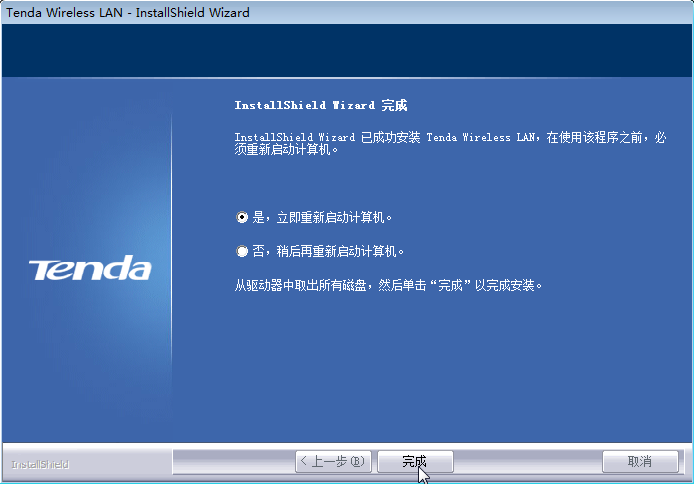 Tenda Wireless LAN - InstallShield Wizard
InstallShield Wizard 完成
InstallShield Wizard 已成功安装 Tenda Wireless LAN，在使用该程序之前，必
须重新启动计算机。
是，立即重新启动计算机。
否，稍后再重新启动计算机。
Tenda
从驱动器中取出所有磁盘，然后单击“完成”以完成安装。
InstallShield
<上一步(B)
完成
取消